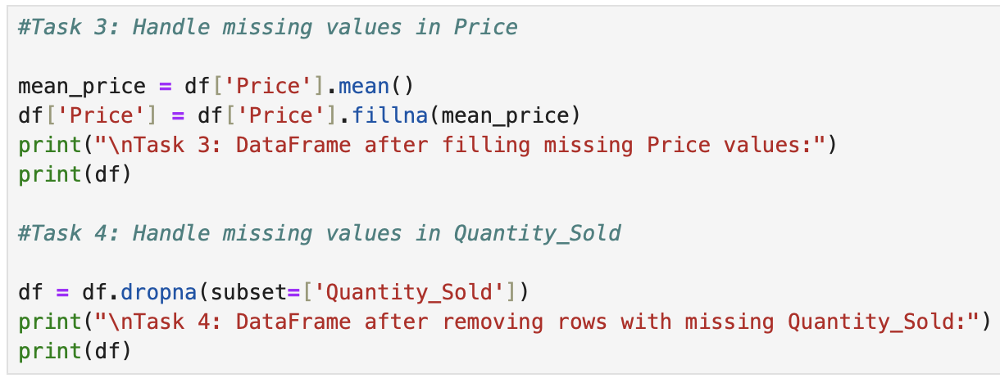 #Task 3: Handle missing values in Price
mean_price = df['Price'].mean()
df['Price'] = df['Price'].fillna(mean_price)
print("\nTask 3: DataFrame after filling missing Price values:")
print(df)
#Task 4: Handle missing values in Quantity_Sold
df = df.dropna(subset=['Quantity_Sold'])
print("\nTask 4: DataFrame after removing rows with missing Quantity_Sold:")
print(df)